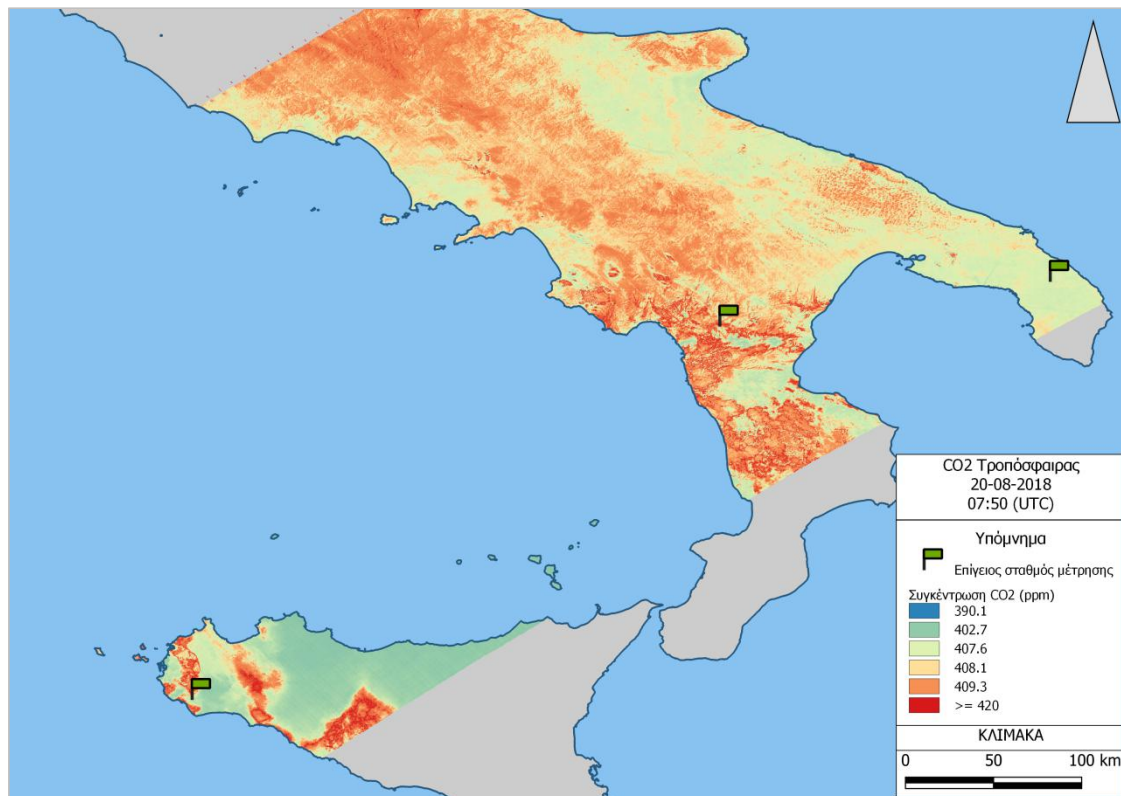 CO2 Τροπόσφαιρας
20-08-2018
07:50 (UTC)
Υπόμνημα
Επίγειος σταθμός μέτρησης
Συγκέντρωση CO2 (ppm)
390.1
402.7
407.6
408.1
409.3
>= 420
ΚΛΙΜΑΚΑ
0 50 100 km